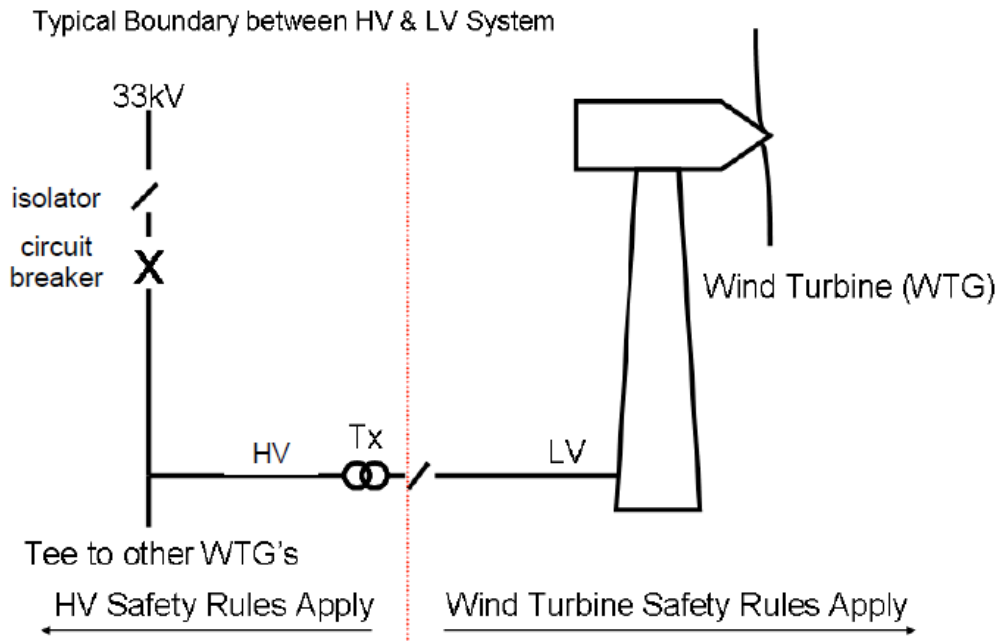 Typical Boundary between HV & LV System
33kV
isolator
circuit
breaker
Wind Turbine (WTG)
Tx
HV
LV
Tee to other WTG's
HV Safety Rules Apply
Wind Turbine Safety Rules Apply